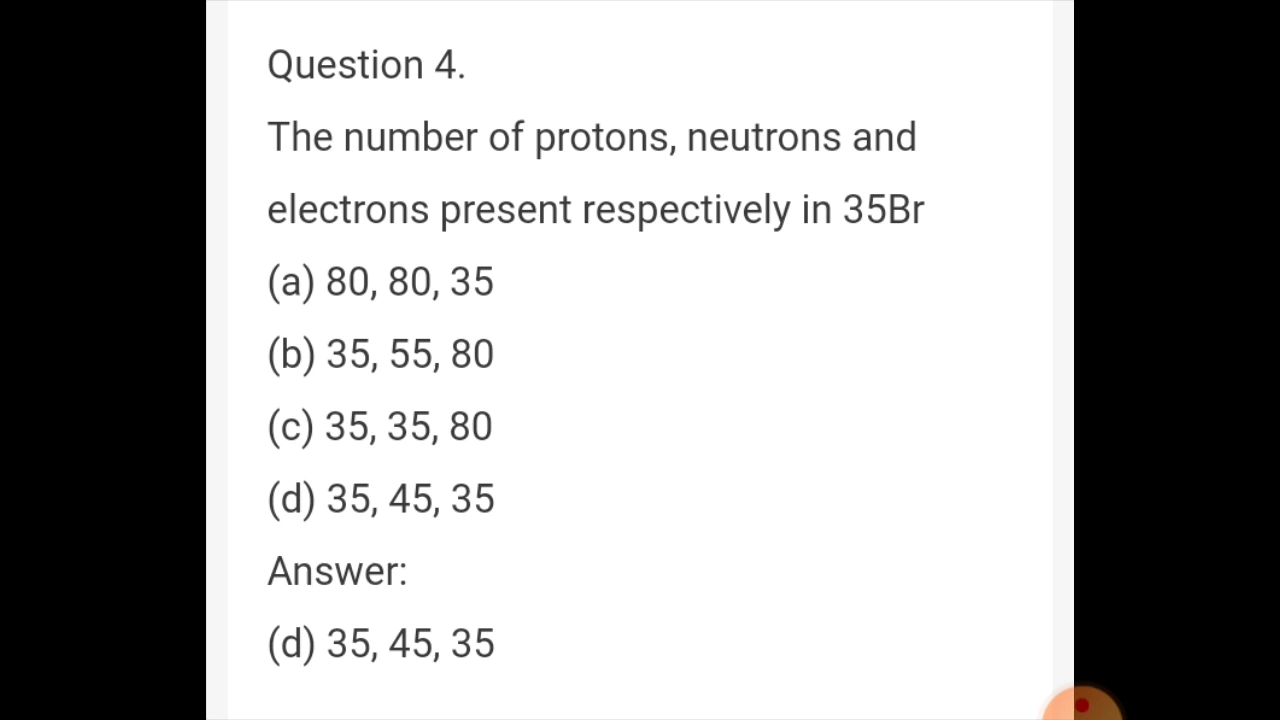 Question 4.
The number of protons, neutrons and
electrons present respectively in 35Br
(a) 80, 80, 35
(b) 35, 55, 80
(c) 35, 35, 80
(d) 35, 45, 35
Answer:
(d) 35, 45, 35